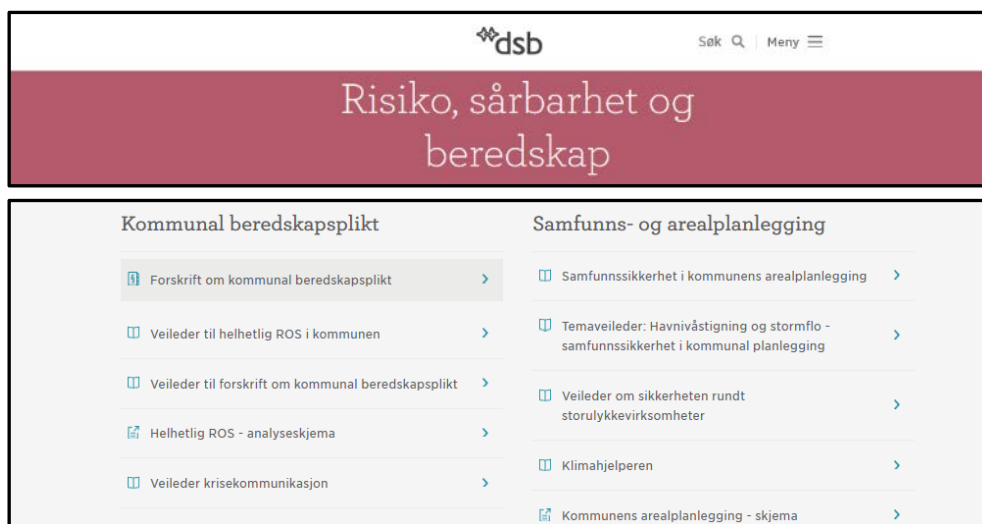 dsb
Søk
Meny
Risiko, sårbarhet og
beredskap
Kommunal beredskapsplikt
Forskrift om kommunal beredskapsplikt
Veileder til helhetlig ROS i kommunen
Veileder til forskrift om kommunal beredskapsplikt
Helhetlig ROS - analyseskjema
Veileder krisekommunikasjon
Samfunns- og arealplanlegging
Samfunnssikkerhet i kommunens arealplanlegging
Temaveileder: Havnivåstigning og stormflo -
samfunnssikkerhet i kommunal planlegging
Veileder om sikkerheten rundt
storulykkevirksomheter
Klimahjelperen
Kommunens arealplanlegging - skjema